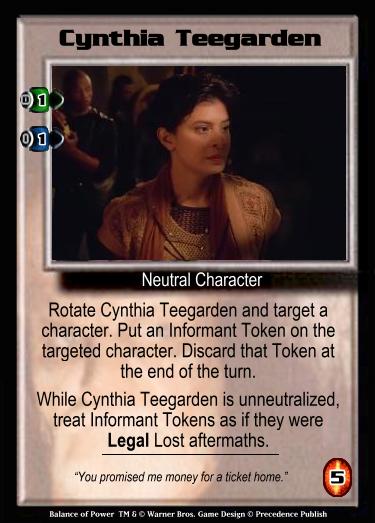 Cynthia Teegarden
D 1
D 1
Neutral Character
Rotate Cynthia Teegarden and target a
character. Put an Informant Token on the
targeted character. Discard that Token at
the end of the turn.
While Cynthia Teegarden is unneutralized,
treat Informant Tokens as if they were
Legal Lost aftermaths.
5
"You promised me money for a ticket home."
Balance of Power TM & © Warner Bros. Game Design © Precedence Publish